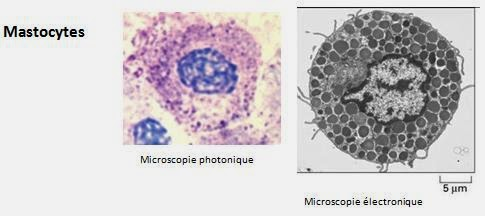 Mastocytes
Microscopie photonique
5 µm
Microscopie électronique